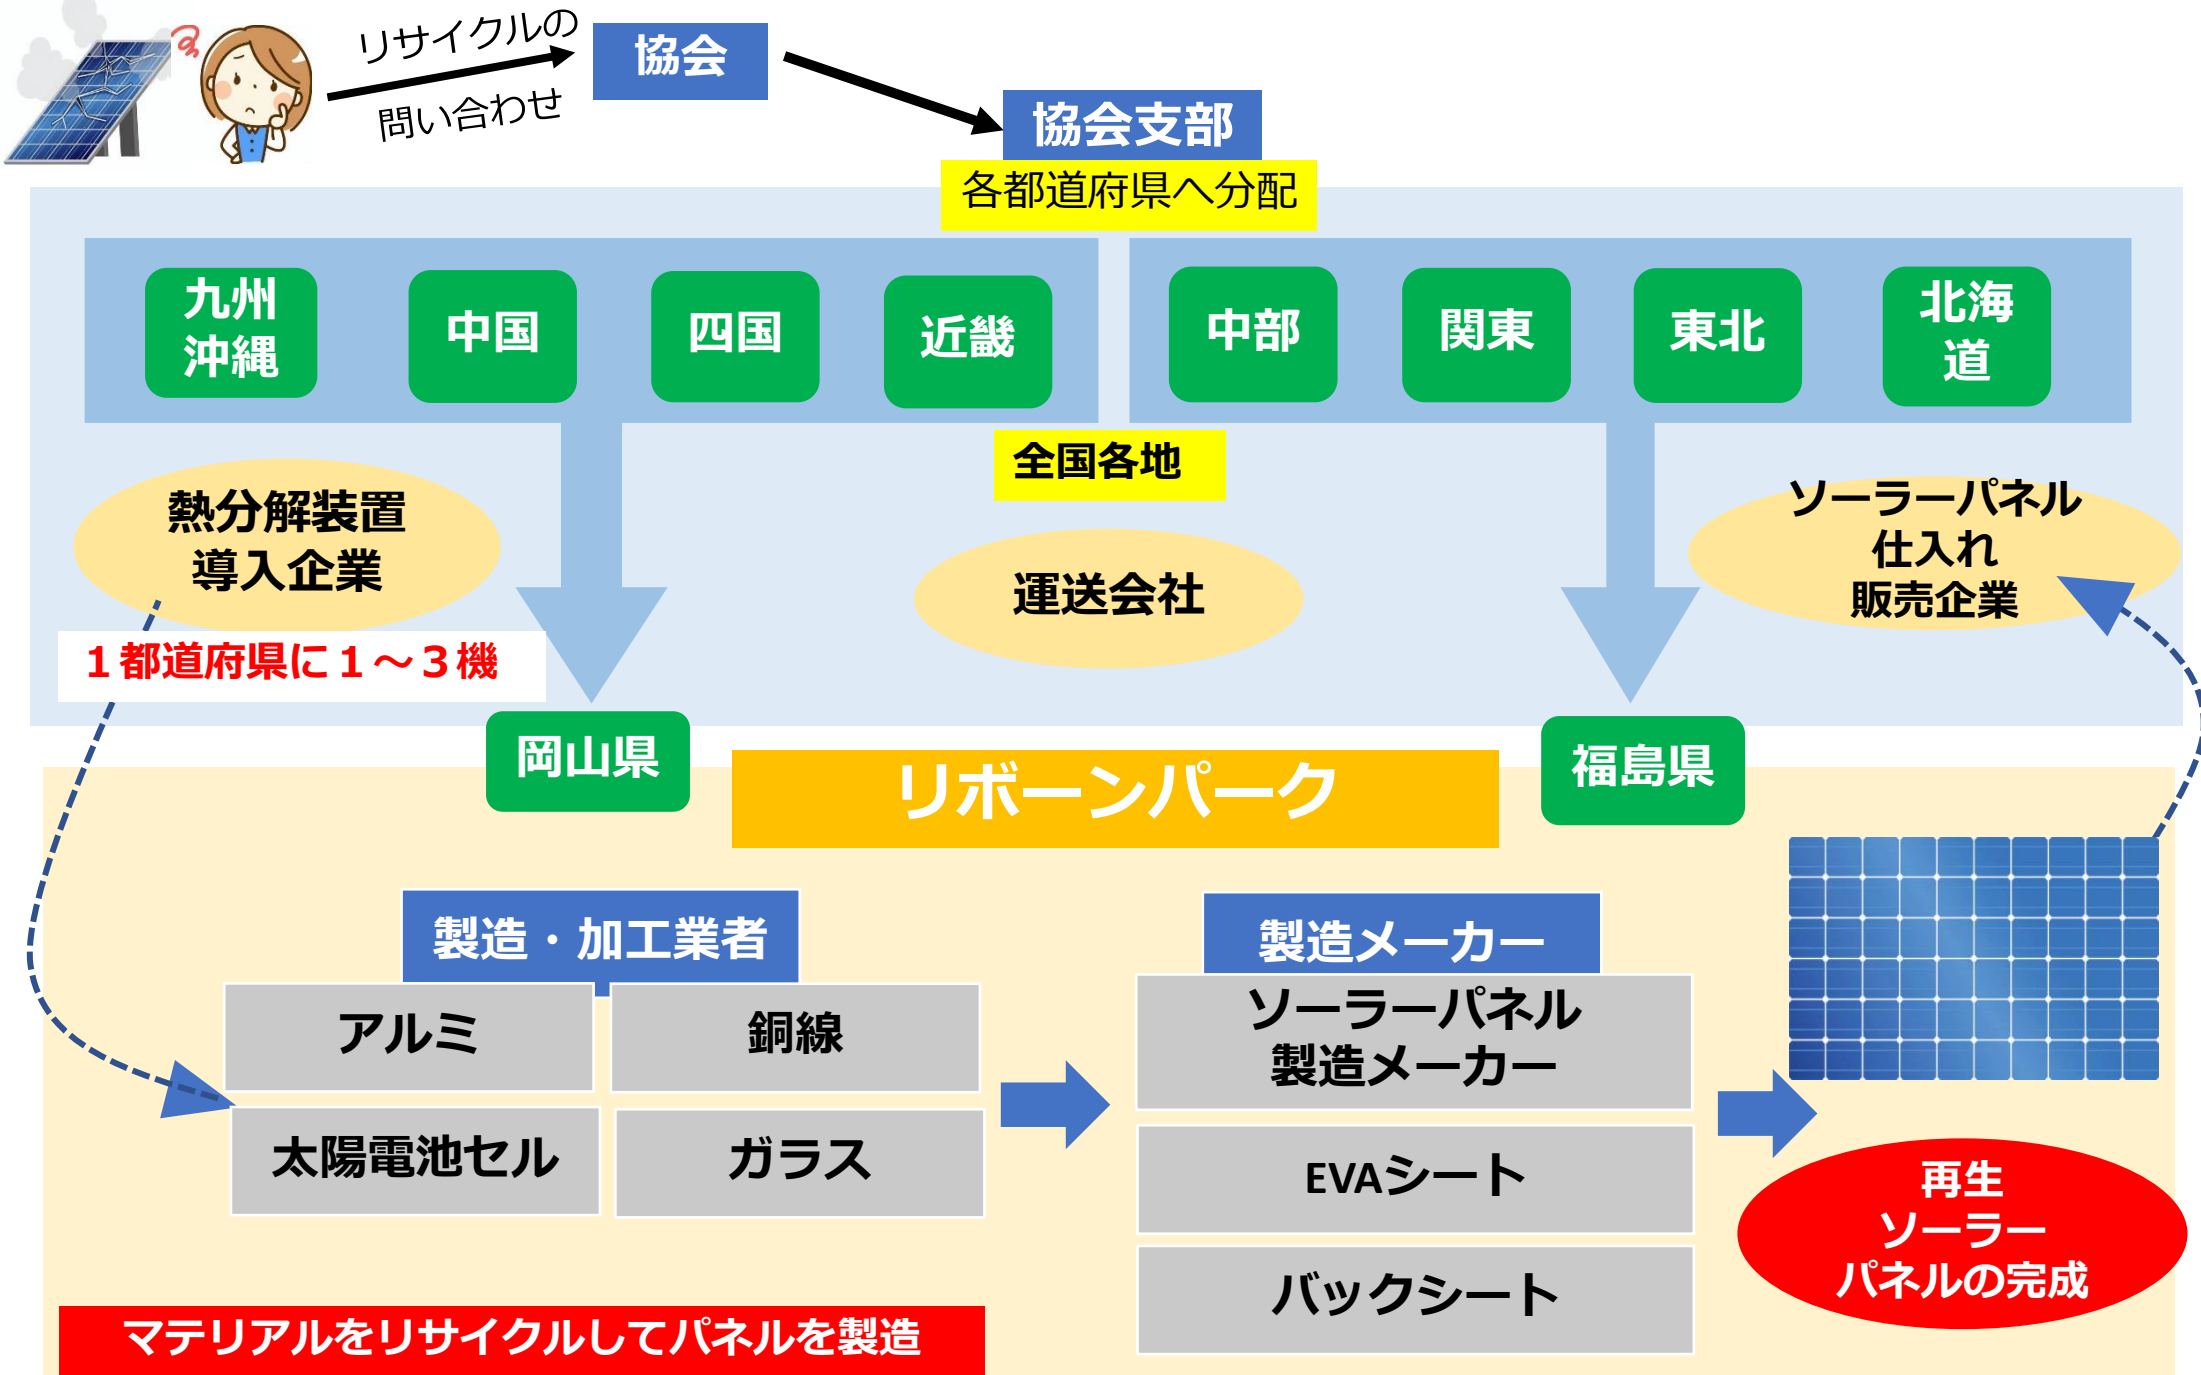 リサイクルの
問い合わせ
協会
協会支部
各都道府県へ分配
九州
沖縄
中国
四国
近畿
中部
関東
東北
北海
道
全国各地
熱分解装置
導入企業
１都道府県に１～３機
運送会社
ソーラーパネル
仕入れ
販売企業
岡山県
リボーンパーク
福島県
製造・加工業者
アルミ
銅線
太陽電池セル
ガラス
製造メーカー
ソーラーパネル
製造メーカー
EVAシート
バックシート
再生
ソーラー
パネルの完成
マテリアルをリサイクルしてパネルを製造